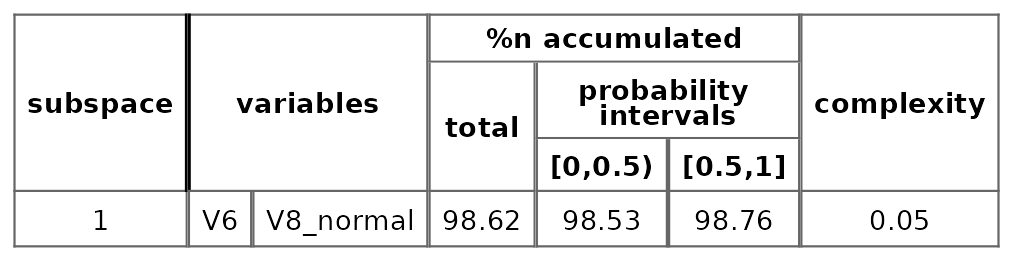 %n accumulated
subspace
variables
total
probability
intervals
complexity
[0,0.5)
[0.5,1]
1
V6
V8_normal
98.62
98.53
98.76
0.05